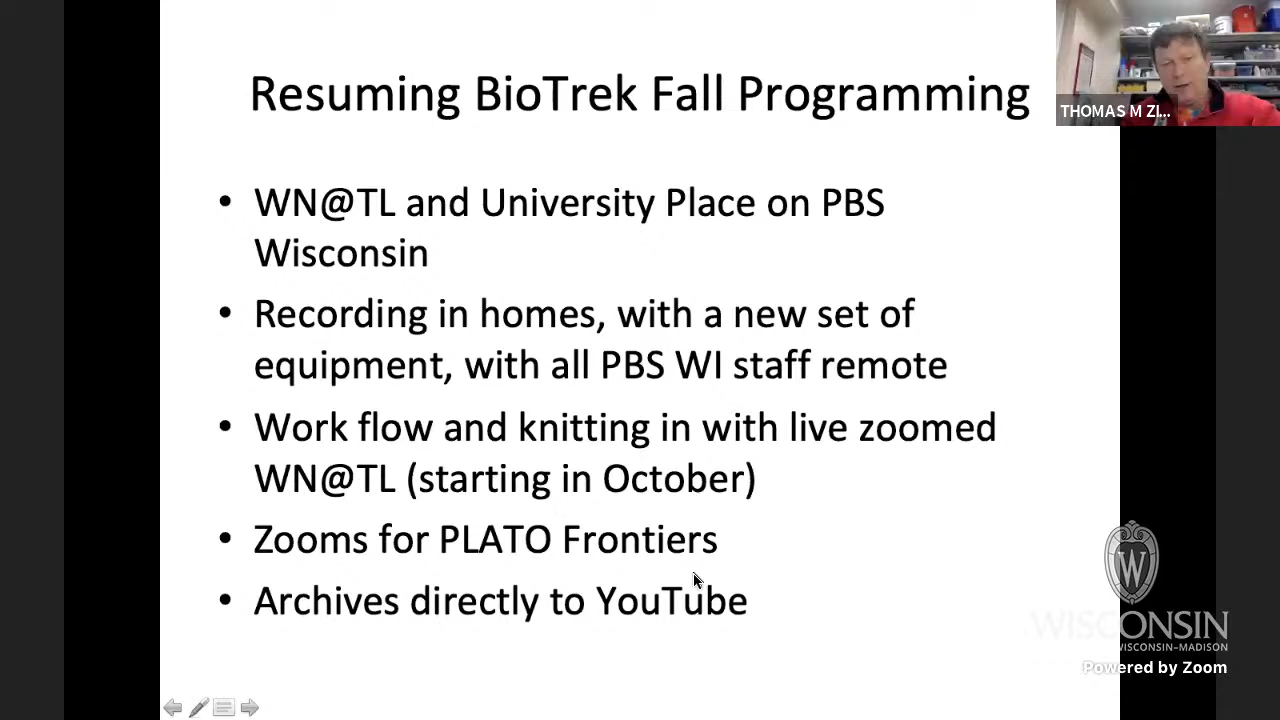 Resuming BioTrek Fall Programming
THOMAS M ZI...
• WN@TL and University Place on PBS
Wisconsin
• Recording in homes, with a new set of
equipment, with all PBS WI staff remote
• Work flow and knitting in with live zoomed
WN@TL (starting in October)
• Zooms for PLATO Frontiers
• Archives directly to YouTube
W
WISCONSIN
WISCONSIN–MADISON
Powered by Zoom